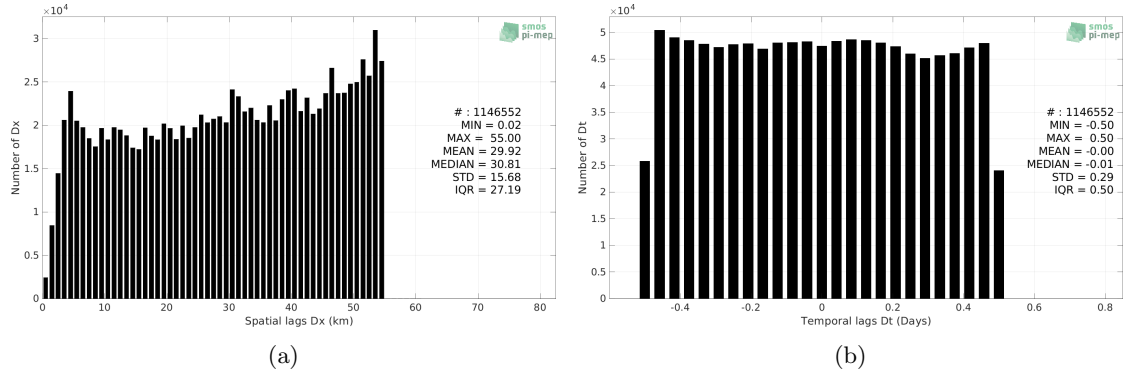 ×10⁴
3
2.5
2
1.5
1
0.5
0
Number of Dx
0 10 20 30 40 50 60 70 80
Spatial lags Dx (km)
smos
pi-mep
# : 1146552
MIN = 0.02
MAX = 55.00
MEAN = 29.92
MEDIAN = 30.81
STD = 15.68
IQR = 27.19
(a)
×10⁴
5
4.5
4
3.5
3
2.5
2
1.5
1
0.5
0
Number of Dt
-0.4 -0.2 0 0.2 0.4 0.6 0.8
Temporal lags Dt (Days)
smos
pi-mep
# : 1146552
MIN = -0.50
MAX = 0.50
MEAN = -0.00
MEDIAN = -0.01
STD = 0.29
IQR = 0.50
(b)